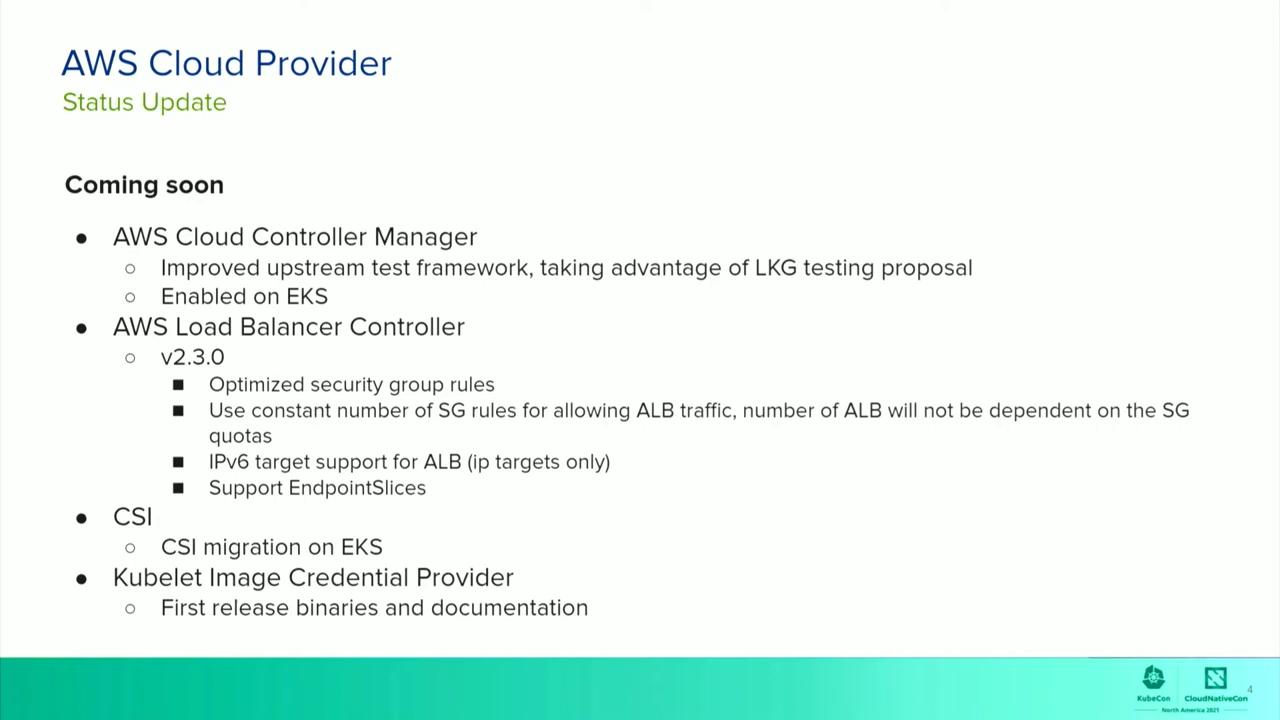 AWS Cloud Provider
Status Update
Coming soon
● AWS Cloud Controller Manager
○ Improved upstream test framework, taking advantage of LKG testing proposal
○ Enabled on EKS
● AWS Load Balancer Controller
○ v2.3.0
■ Optimized security group rules
■ Use constant number of SG rules for allowing ALB traffic, number of ALB will not be dependent on the SG
quotas
■ IPv6 target support for ALB (ip targets only)
■ Support EndpointSlices
● CSI
○ CSI migration on EKS
● Kubelet Image Credential Provider
○ First release binaries and documentation
KubeCon CloudNativeCon
North America 2021
4